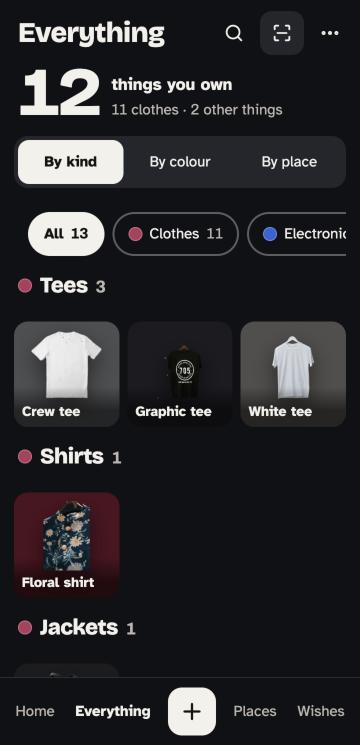 Everything
12
things you own
11 clothes · 2 other things
By kind
By colour
By place
All 13
Clothes 11
Electronic
Tees 3
705
Crew tee
Graphic tee
White tee
Shirts 1
Floral shirt
Jackets 1
Home
Everything
Places
Wishes